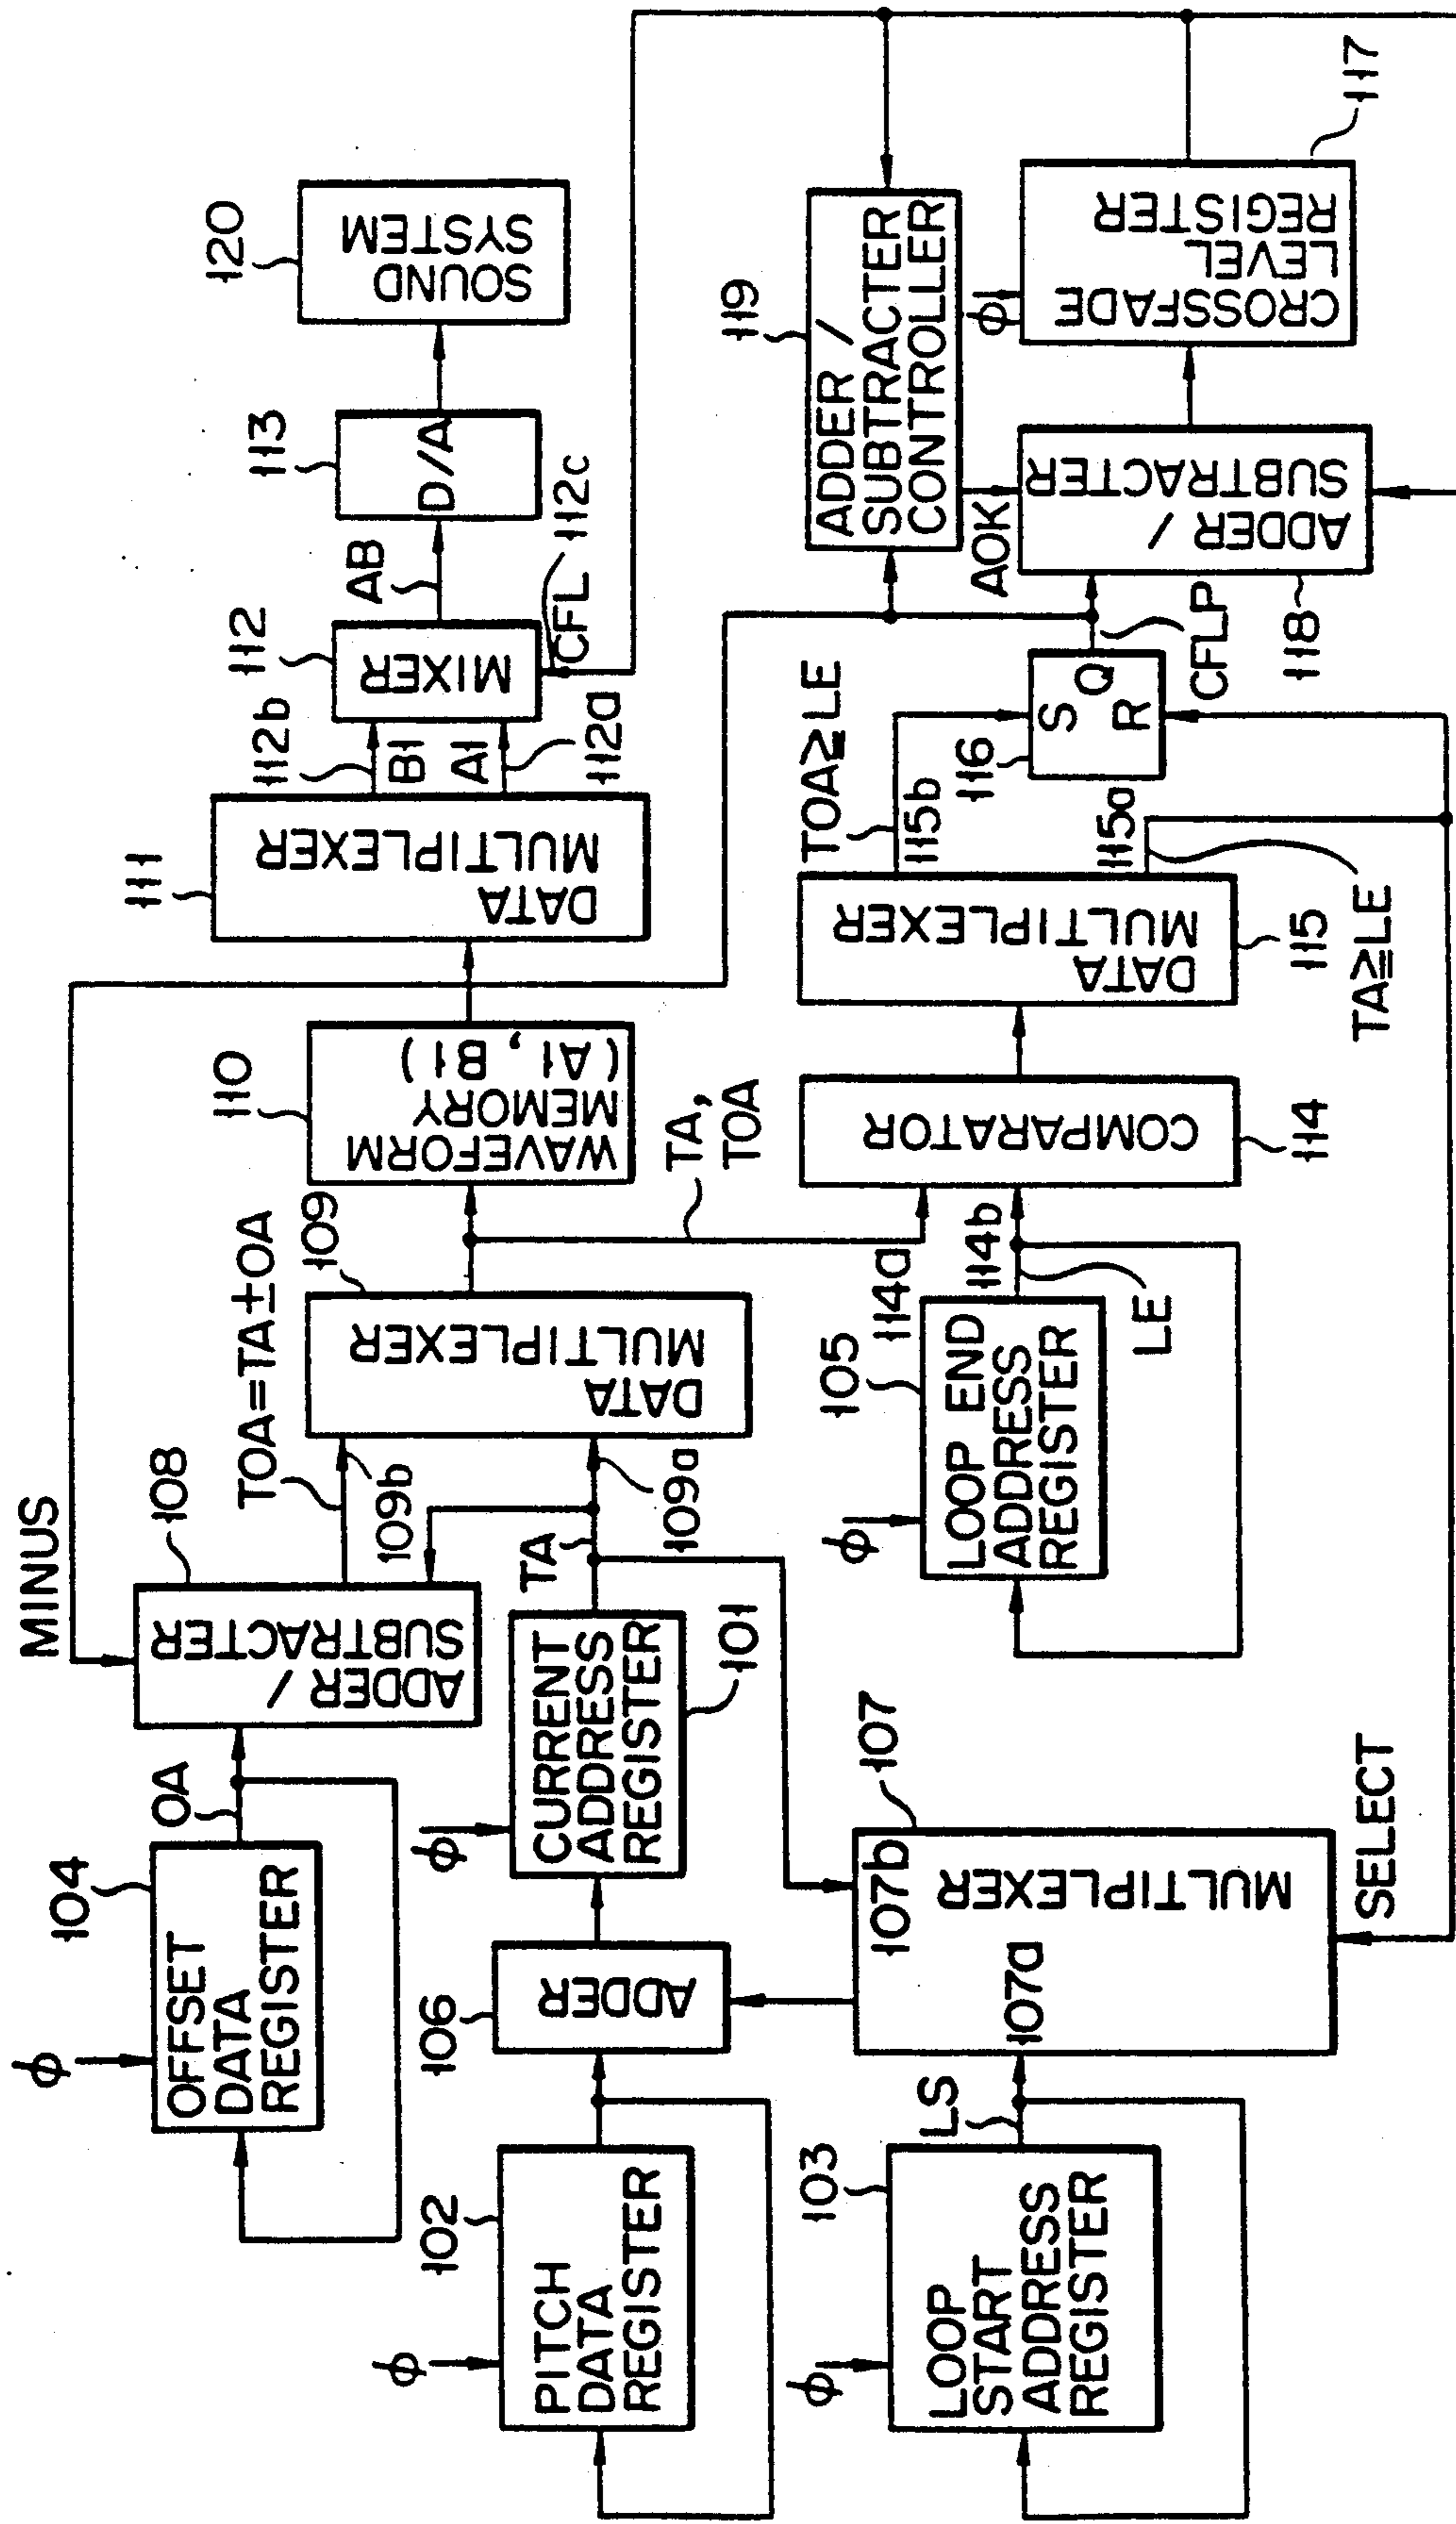 MINUS
φ
104
OFFSET
DATA
REGISTER
OA
108
ADDER /
SUBTRACTER
TOA=TA±OA
109b
109
DATA
MULTIPLEXER
109a
110
WAVEFORM
MEMORY
(A1, B1)
111
DATA
MULTIPLEXER
112b
B1
A1
112a
112
MIXER
CFL
112c
AB
113
D/A
120
SOUND
SYSTEM
φ
102
PITCH
DATA
REGISTER
106
ADDER
φ
CURRENT
ADDRESS
REGISTER
101
TA
TA,
TOA
φ
103
LOOP
START
ADDRESS
REGISTER
LS
107a
107b
107
MULTIPLEXER
SELECT
φ
105
LOOP END
ADDRESS
REGISTER
LE
114a
114b
COMPARATOR
114
DATA
MULTIPLEXER
115
TOA≧LE
115b
115a
TA≧LE
116
S
Q
R
CFLP
119
ADDER /
SUBTRACTER
CONTROLLER
AOK
ADDER /
SUBTRACTER
118
φ
CROSSFADE
LEVEL
REGISTER
117